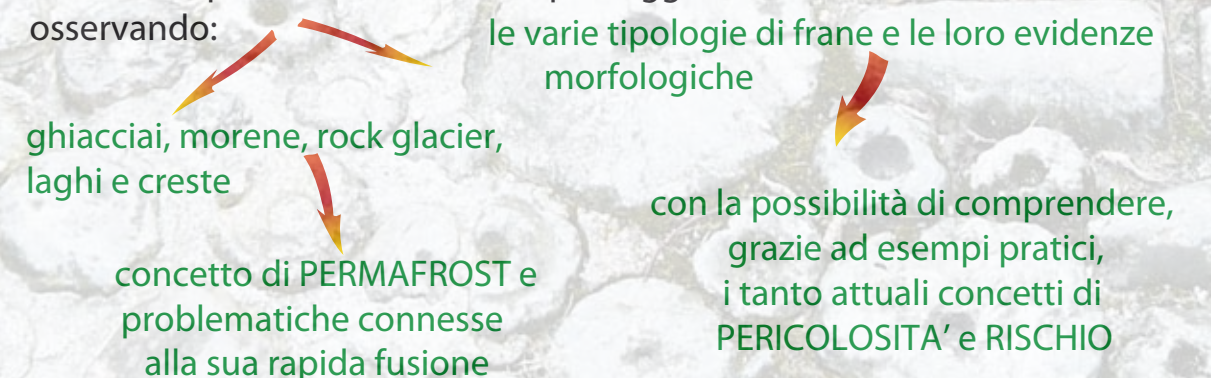 osservando:
le varie tipologie di frane e le loro evidenze
morfologiche
ghiacciai, morene, rock glacier,
laghi e creste
concetto di PERMAFROST e
problematiche connesse
alla sua rapida fusione
con la possibilità di comprendere,
grazie ad esempi pratici,
i tanto attuali concetti di
PERICOLOSITA’ e RISCHIO